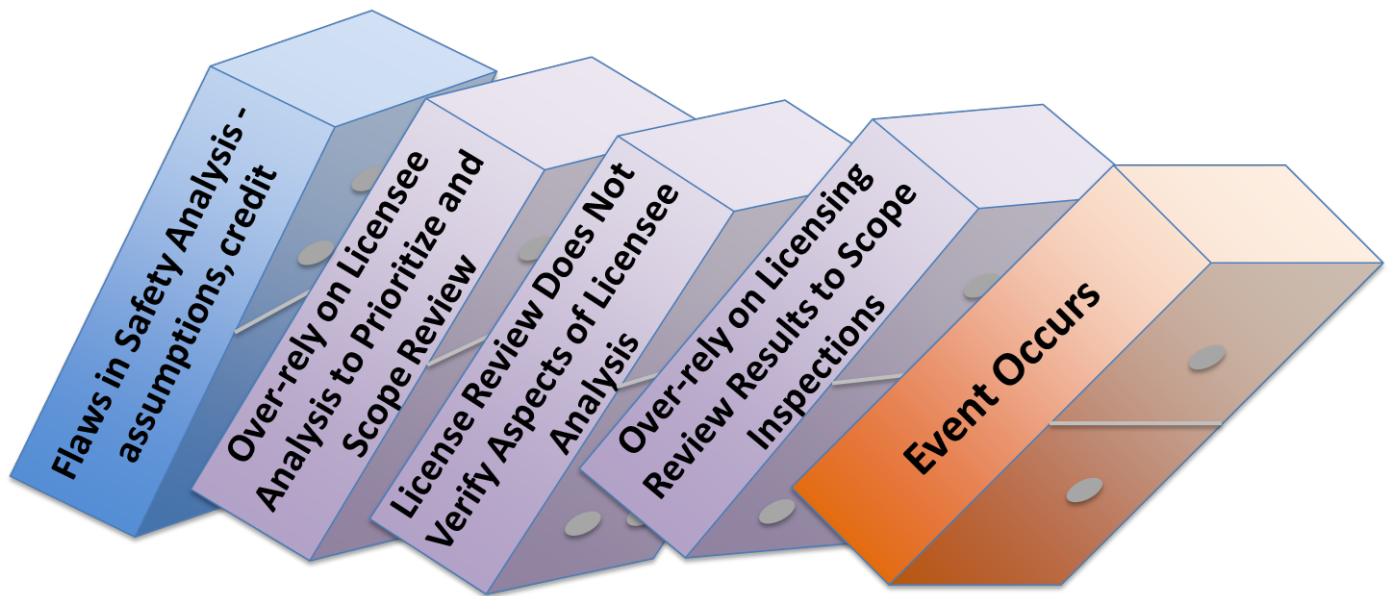 Flaws in Safety Analysis -
assumptions, credit
Over-rely on Licensee
Analysis to Prioritize and
Scope Review
License Review Does Not
Verify Aspects of Licensee
Analysis
Over-rely on Licensing
Review Results to Scope
Inspections
Event Occurs